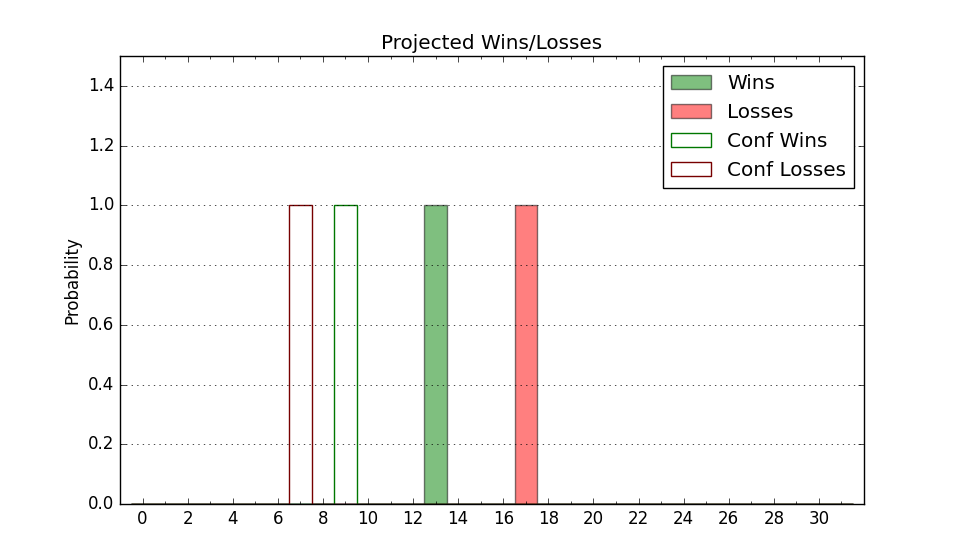 Projected Wins/Losses
Wins
Losses
Conf Wins
Conf Losses
Probability
1.4
1.2
1.0
0.8
0.6
0.4
0.2
0.0
0 2 4 6 8 10 12 14 16 18 20 22 24 26 28 30